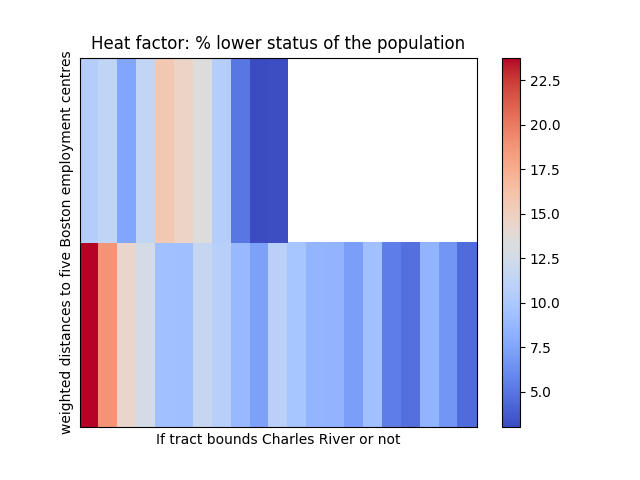 Heat factor: % lower status of the population
weighted distances to five Boston employment centres
If tract bounds Charles River or not
22.5
20.0
17.5
15.0
12.5
10.0
7.5
5.0